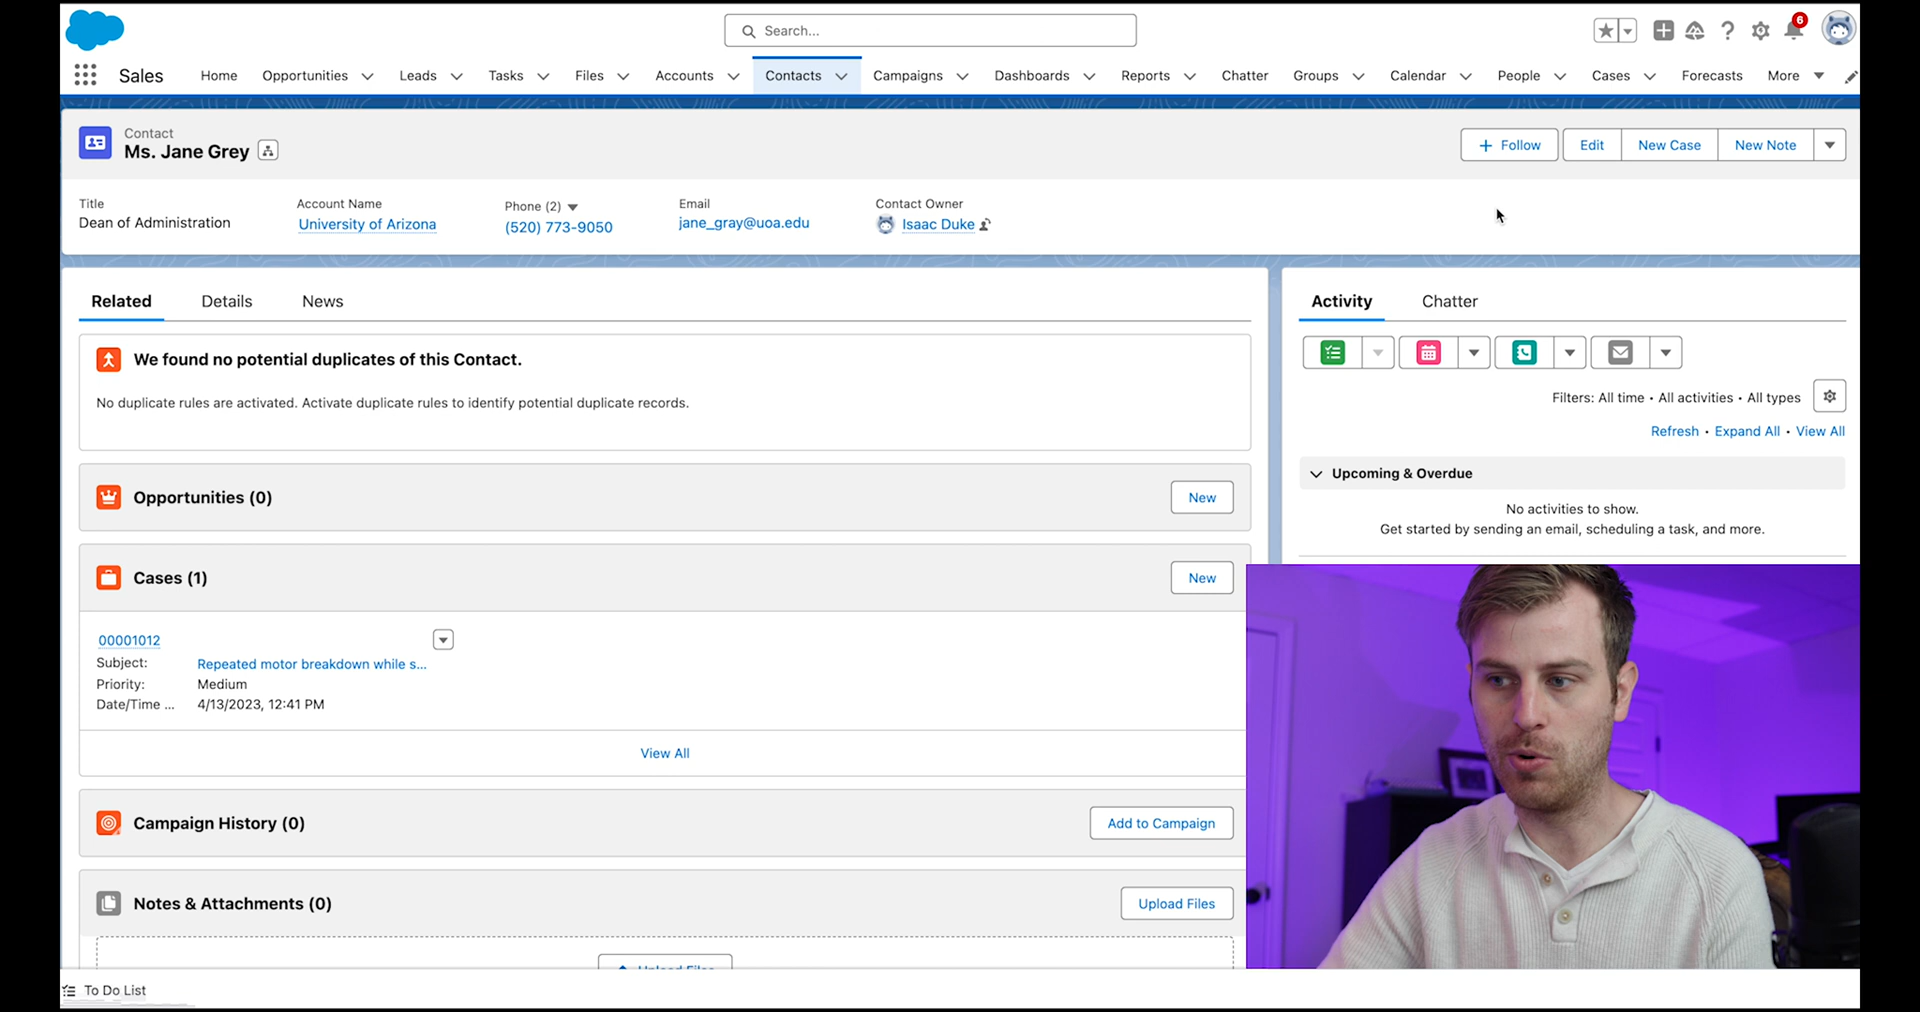 Search...
6
Sales
Home
Opportunities
Leads
Tasks
Files
Accounts
Contacts
Campaigns
Dashboards
Reports
Chatter
Groups
Calendar
People
Cases
Forecasts
More
Contact
Ms. Jane Grey
Follow
Edit
New Case
New Note
Title
Dean of Administration
Account Name
University of Arizona
Phone (2)
(520) 773-9050
Email
jane_gray@uoa.edu
Contact Owner
Isaac Duke
Related
Details
News
We found no potential duplicates of this Contact.
No duplicate rules are activated. Activate duplicate rules to identify potential duplicate records.
Opportunities (0)
New
Cases (1)
New
00001012
Subject:
Repeated motor breakdown while s...
Priority:
Medium
Date/Time ...
4/13/2023, 12:41 PM
View All
Campaign History (0)
Add to Campaign
Notes & Attachments (0)
Upload Files
Upload Files
Activity
Chatter
Filters: All time • All activities • All types
Refresh • Expand All • View All
Upcoming & Overdue
No activities to show.
Get started by sending an email, scheduling a task, and more.
To Do List